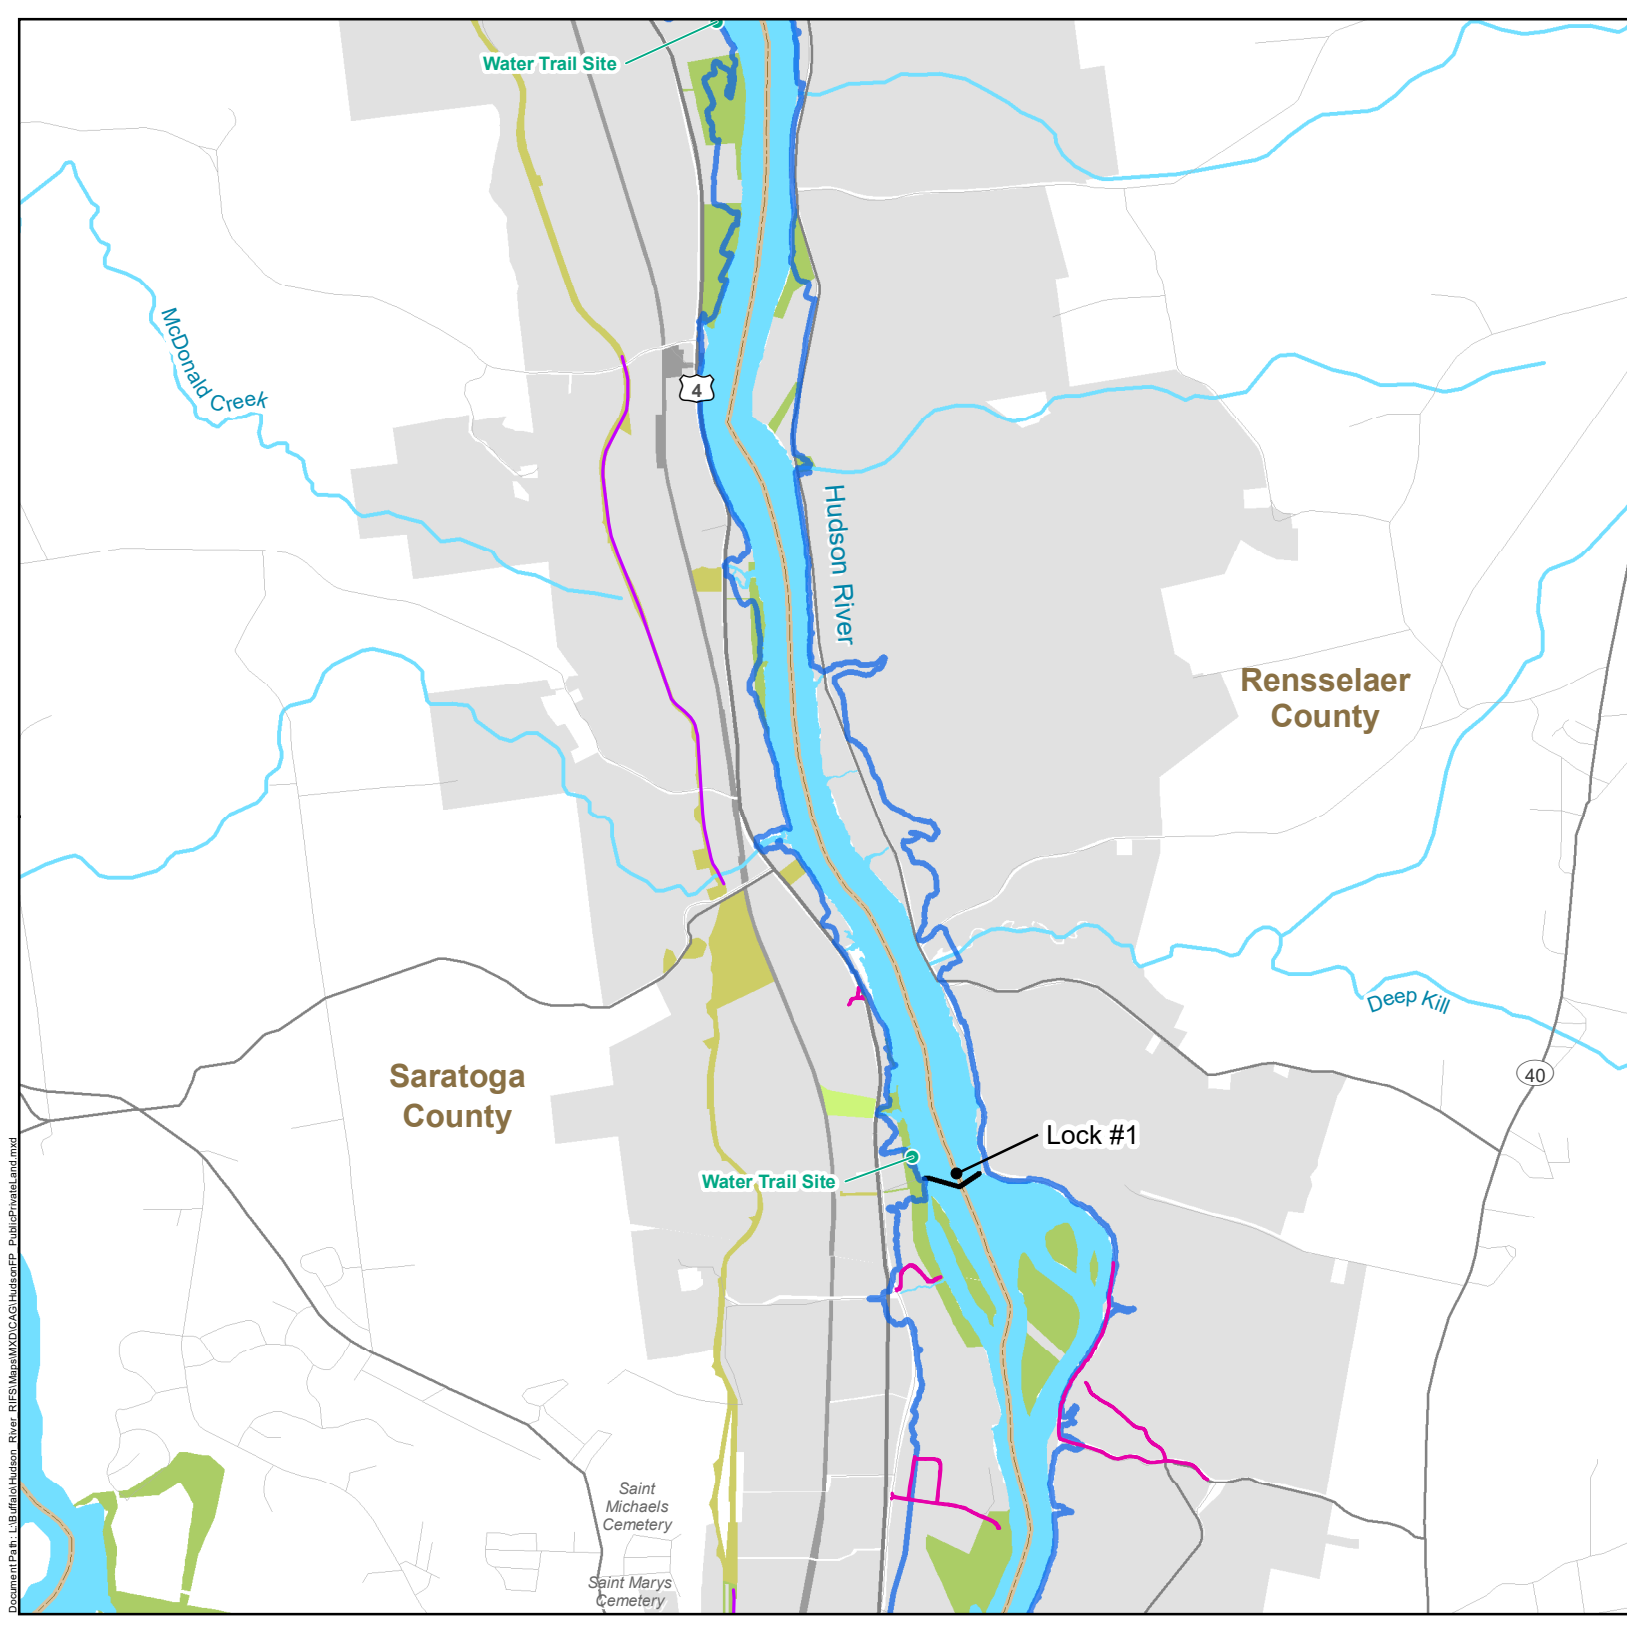 Water Trail Site
McDonald Creek
4
Hudson River
Rensselaer
County
Deep Kill
Saratoga
County
40
Lock #1
Water Trail Site
Saint
Michaels
Cemetery
Saint Marys
Cemetery
Document Path: L:\Buffalo\Hudson_River_RIFS\Maps\MXD\CAG\HudsonFP_PublicPrivateLand.mxd